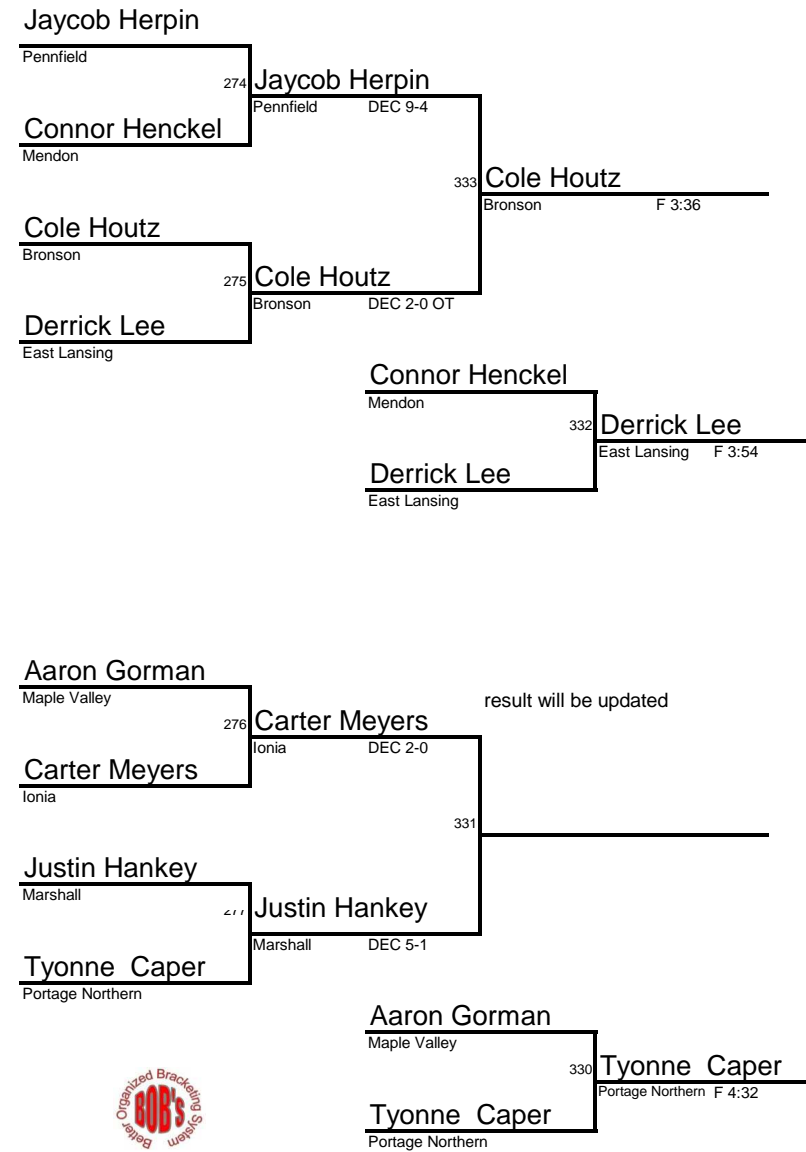 Jaycob Herpin
Pennfield
274 Jaycob Herpin
Pennfield DEC 9-4
Connor Henckel
Mendon
333 Cole Houtz
Bronson F 3:36
Cole Houtz
Bronson
275 Cole Houtz
Bronson DEC 2-0 OT
Derrick Lee
East Lansing
Connor Henckel
Mendon
332 Derrick Lee
East Lansing F 3:54
Derrick Lee
East Lansing
Aaron Gorman
Maple Valley
result will be updated
276 Carter Meyers
Ionia DEC 2-0
Carter Meyers
Ionia
331
Justin Hankey
Marshall
Justin Hankey
Marshall DEC 5-1
Tyonne Caper
Portage Northern
Aaron Gorman
Maple Valley
330 Tyonne Caper
Portage Northern F 4:32
Tyonne Caper
Portage Northern
Better Organized Bracketing System
BOB's